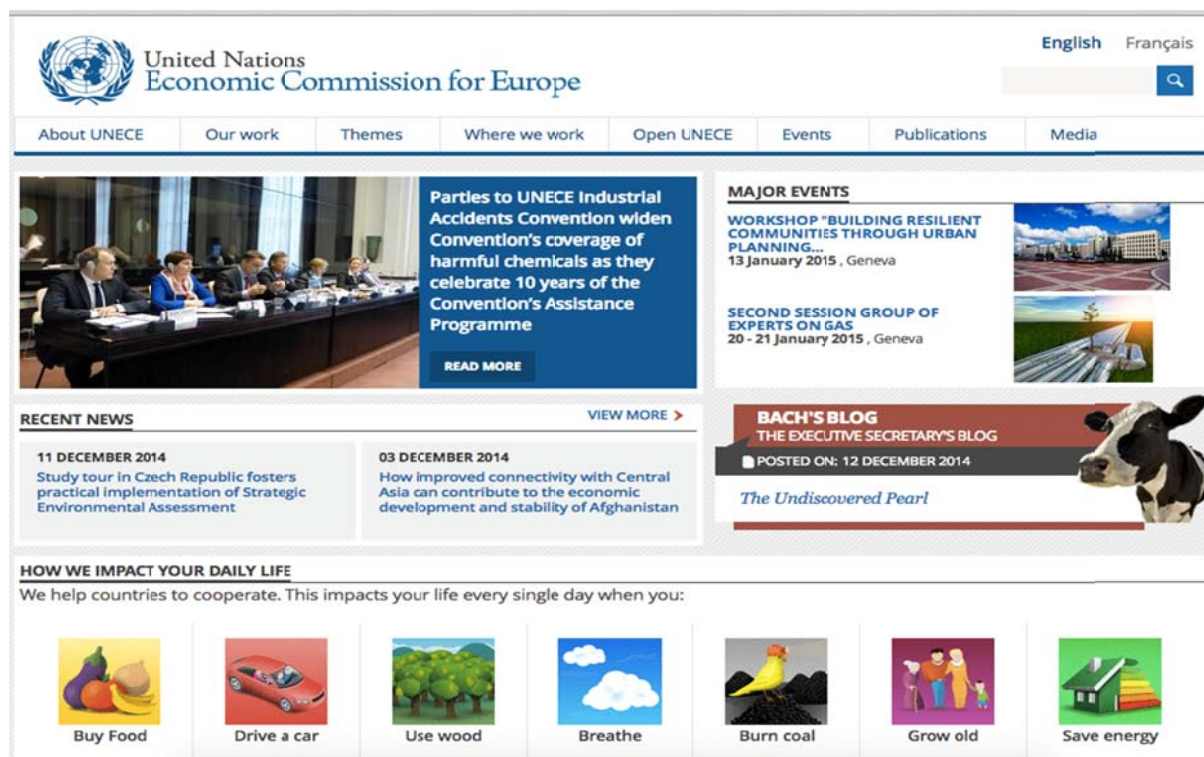 United Nations
Economic Commission for Europe
English Français
About UNECE Our work Themes Where we work Open UNECE Events Publications Media
Parties to UNECE Industrial
Accidents Convention widen
Convention's coverage of
harmful chemicals as they
celebrate 10 years of the
Convention's Assistance
Programme
READ MORE
MAJOR EVENTS
WORKSHOP "BUILDING RESILIENT
COMMUNITIES THROUGH URBAN
PLANNING...
13 January 2015 , Geneva
SECOND SESSION GROUP OF
EXPERTS ON GAS
20 - 21 January 2015 , Geneva
RECENT NEWS
VIEW MORE >
11 DECEMBER 2014
Study tour in Czech Republic fosters
practical implementation of Strategic
Environmental Assessment
03 DECEMBER 2014
How improved connectivity with Central
Asia can contribute to the economic
development and stability of Afghanistan
BACH'S BLOG
THE EXECUTIVE SECRETARY'S BLOG
POSTED ON: 12 DECEMBER 2014
The Undiscovered Pearl
HOW WE IMPACT YOUR DAILY LIFE
We help countries to cooperate. This impacts your life every single day when you:
Buy Food Drive a car Use wood Breathe Burn coal Grow old Save energy